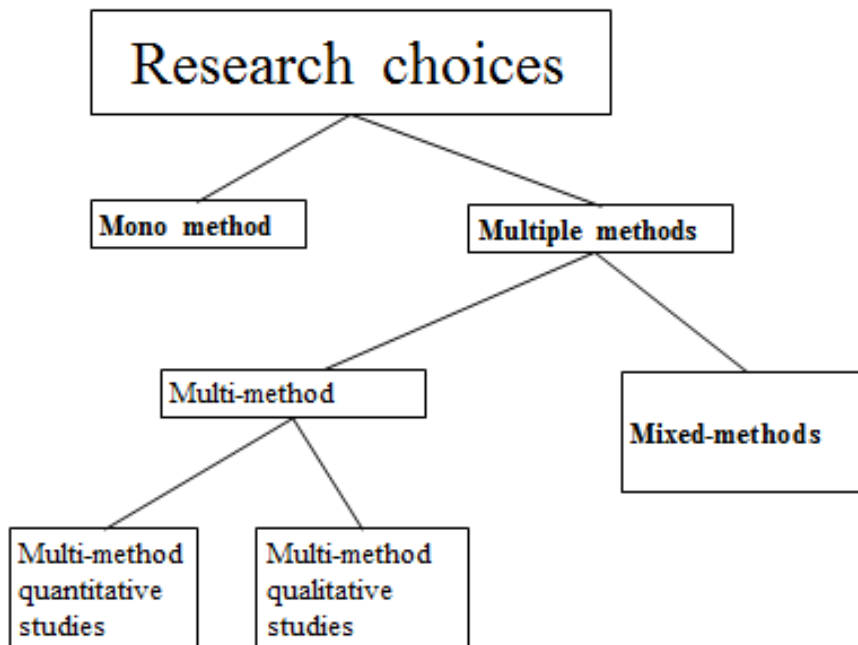 Research choices
Mono method
Multiple methods
Multi-method
Mixed-methods
Multi-method
quantitative
studies
Multi-method
qualitative
studies